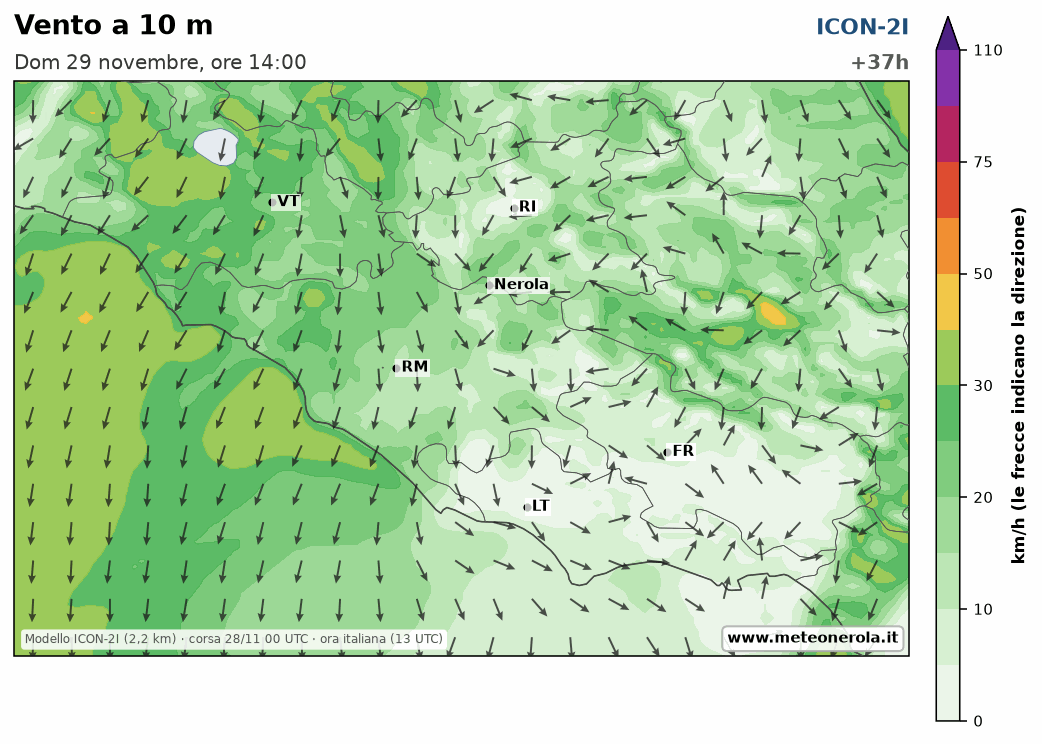 Vento a 10 m
ICON-2I
Dom 29 novembre, ore 14:00
+37h
110
75
50
30
20
10
0
km/h (le frecce indicano la direzione)
VT
RI
Nerola
RM
FR
LT
Modello ICON-2I (2,2 km) · corsa 28/11 00 UTC · ora italiana (13 UTC)
www.meteonerola.it